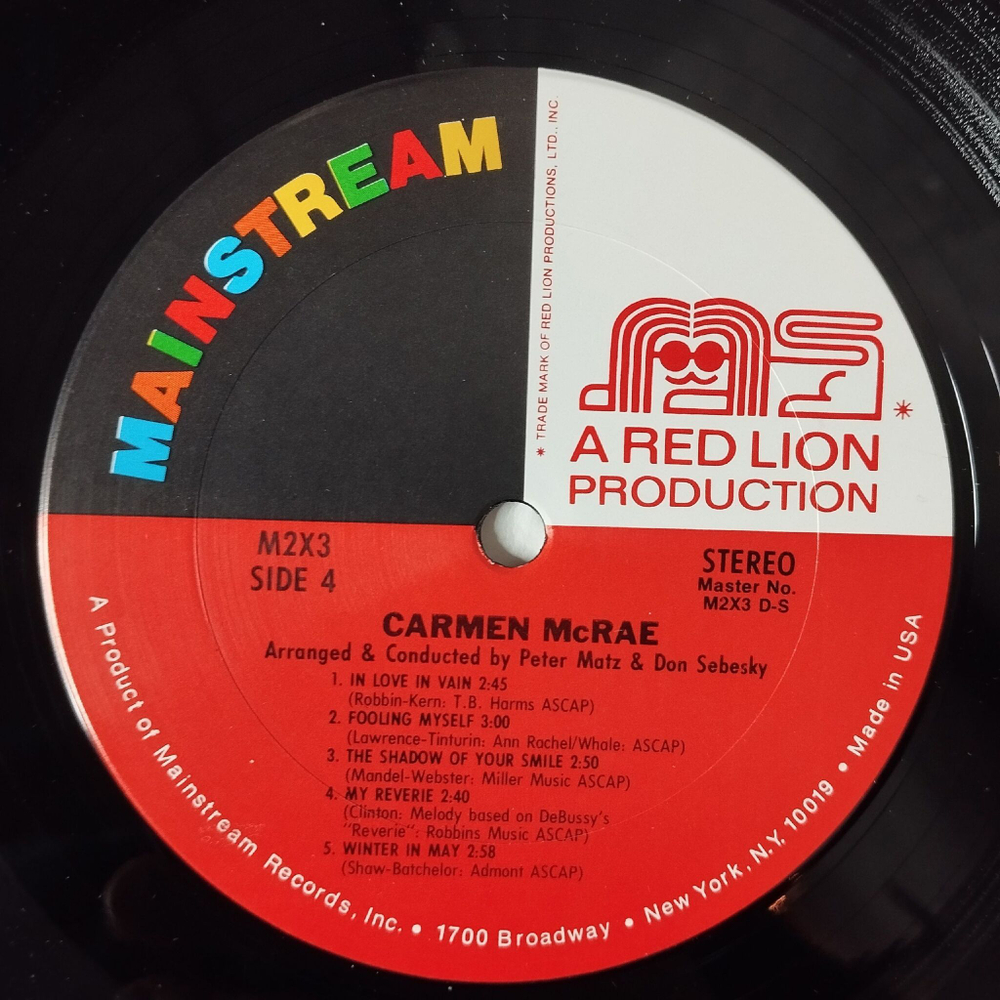 MAINSTREAM
* TRADE MARK OF RED LION PRODUCTIONS, LTD., INC.
ms*
A RED LION
PRODUCTION
M2X3
SIDE 4
STEREO
Master No.
M2X3 D-S
CARMEN McRAE
Arranged & Conducted by Peter Matz & Don Sebesky
1. IN LOVE IN VAIN 2:45
(Robbin-Kern: T.B. Harms ASCAP)
2. FOOLING MYSELF 3:00
(Lawrence-Tinturin: Ann Rachel/Whale: ASCAP)
3. THE SHADOW OF YOUR SMILE 2:50
(Mandel-Webster: Miller Music ASCAP)
4. MY REVERIE 2:40
(Clinton: Melody based on DeBussy's
"Reverie": Robbins Music ASCAP)
5. WINTER IN MAY 2:58
(Shaw-Batchelor: Admont ASCAP)
A Product of Mainstream Records, Inc. • 1700 Broadway • New York, N.Y. 10019 • Made in USA